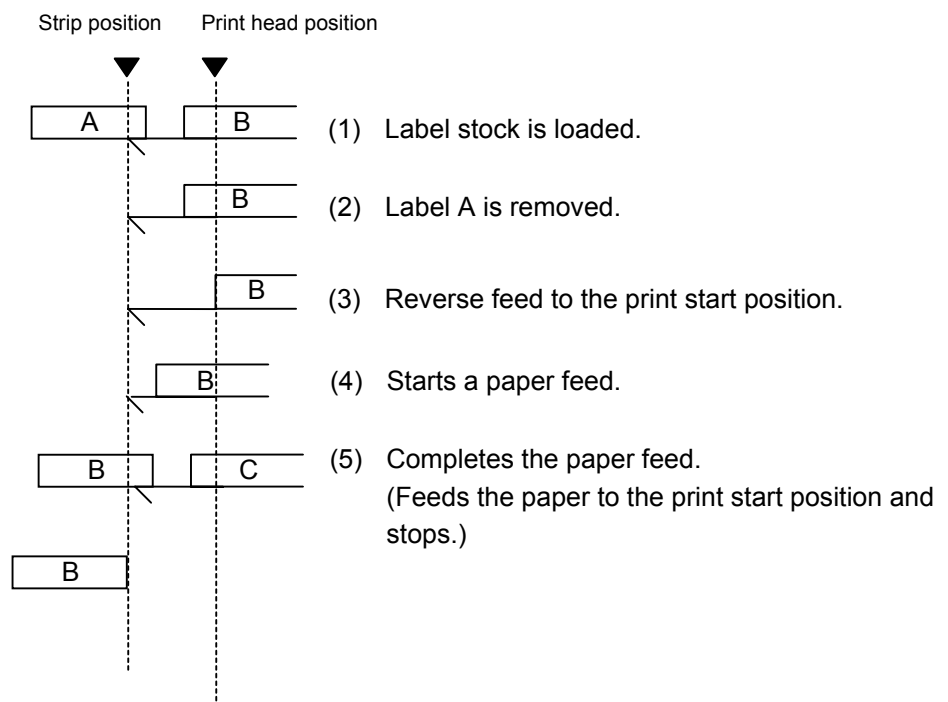 Strip position Print head position
A B (1) Label stock is loaded.
B (2) Label A is removed.
B (3) Reverse feed to the print start position.
B (4) Starts a paper feed.
B C (5) Completes the paper feed.
(Feeds the paper to the print start position and
stops.)
B